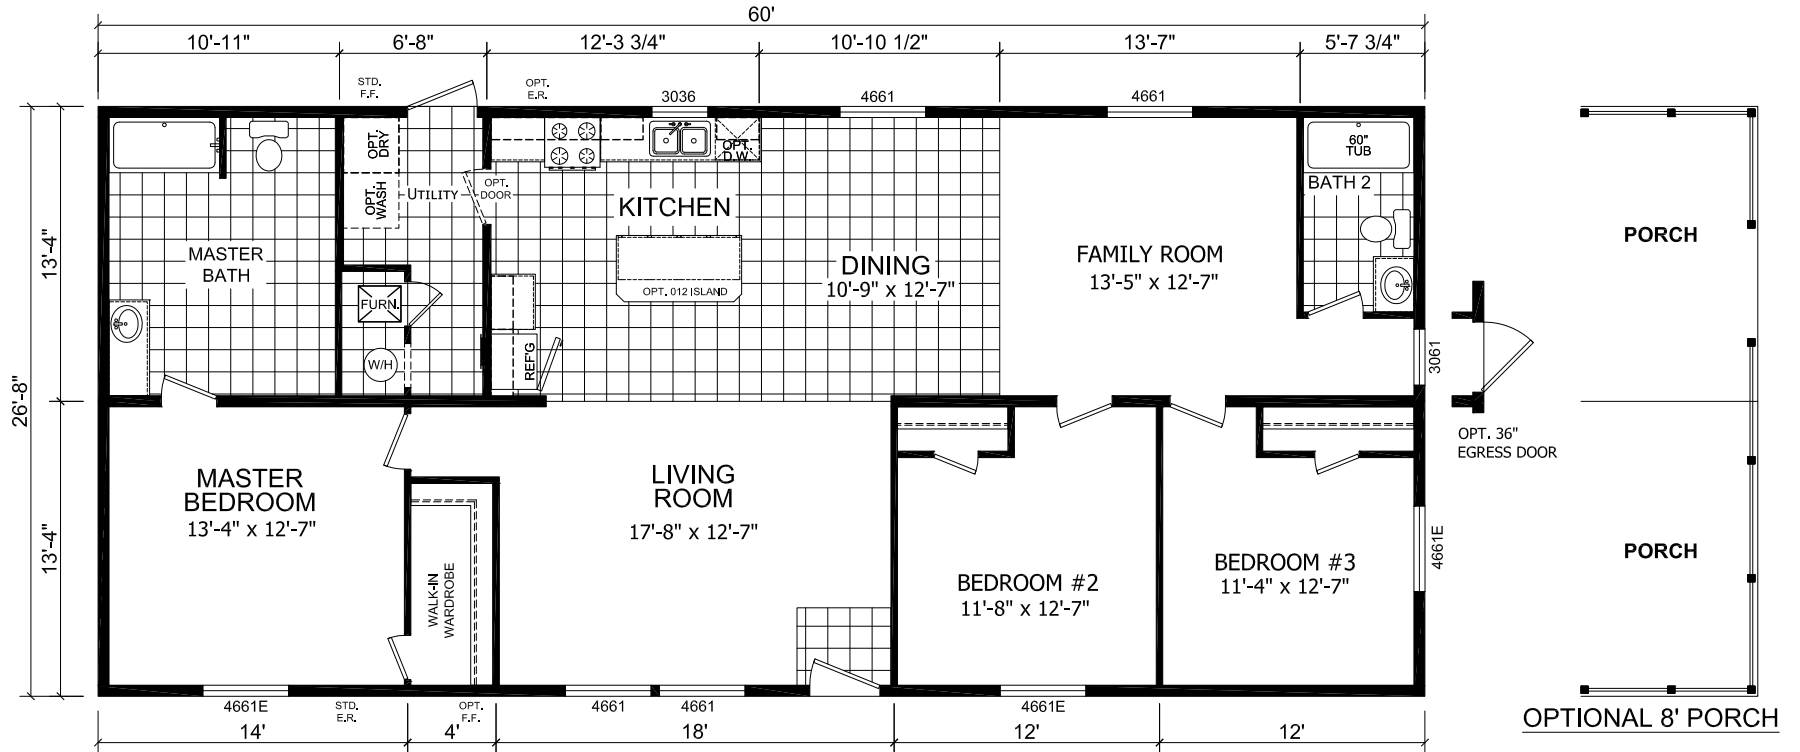 60'
10'-11"
6'-8"
12'-3 3/4"
10'-10 1/2"
13'-7"
5'-7 3/4"
STD.
F.F.
OPT.
E.R.
3036
4661
4661
OPT.
DRY
OPT.
WASH
UTILITY
OPT.
DOOR
OPT.
D.W.
60"
TUB
BATH 2
KITCHEN
MASTER
BATH
DINING
10'-9" x 12'-7"
FAMILY ROOM
13'-5" x 12'-7"
OPT. 012 ISLAND
FURN.
W/H
REF'G
3061
PORCH
13'-4"
26'-8"
13'-4"
OPT. 36"
EGRESS DOOR
MASTER
BEDROOM
13'-4" x 12'-7"
LIVING
ROOM
17'-8" x 12'-7"
WALK-IN
WARDROBE
BEDROOM #2
11'-8" x 12'-7"
BEDROOM #3
11'-4" x 12'-7"
4661E
PORCH
4661E
STD.
E.R.
OPT.
F.F.
4661
4661
4661E
14'
4'
18'
12'
12'
OPTIONAL 8' PORCH